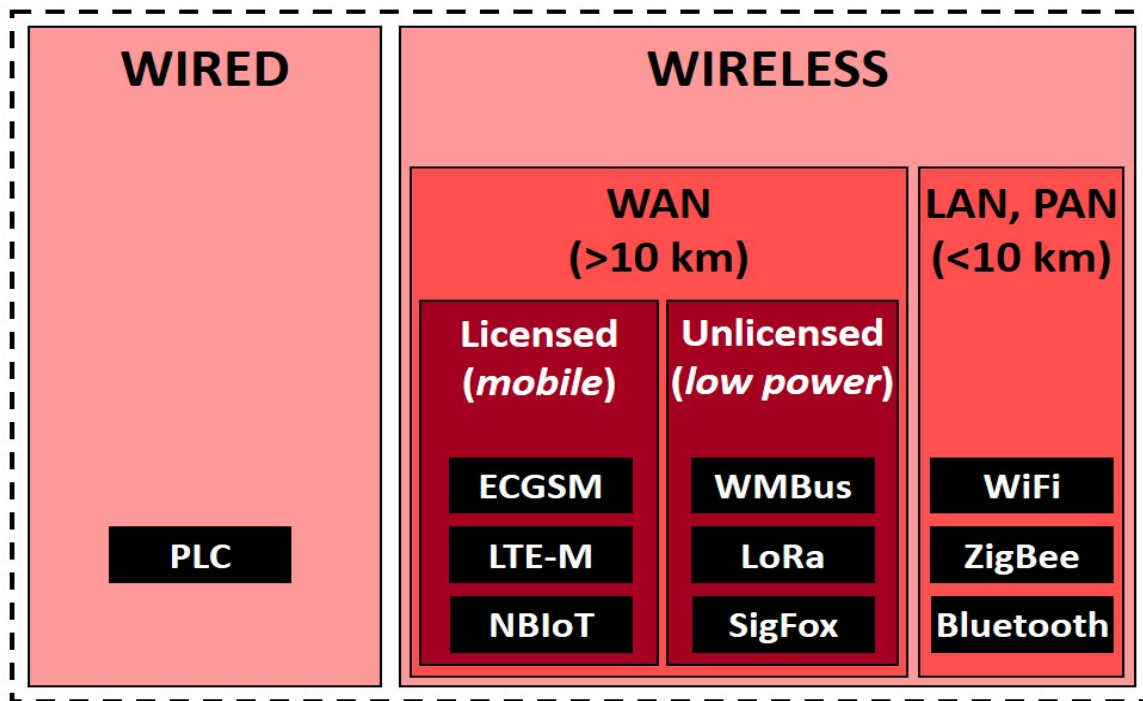 WIRED
PLC
WIRELESS
WAN
(>10 km)
Licensed
(mobile)
ECGSM
LTE-M
NBIoT
Unlicensed
(low power)
WMBus
LoRa
SigFox
LAN, PAN
(<10 km)
WiFi
ZigBee
Bluetooth